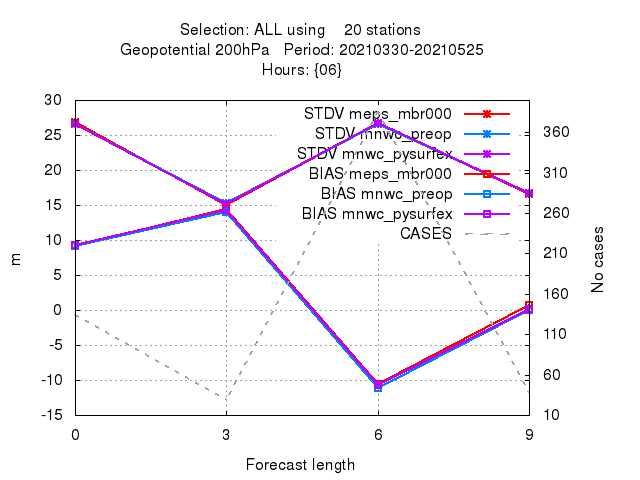 Selection: ALL using 20 stations
Geopotential 200hPa Period: 20210330-20210525
Hours: {06}
30
25
20
15
10
5
0
-5
-10
-15
m
360
310
260
210
160
110
60
10
No cases
STDV meps_mbr000
STDV mnwc_preop
STDV mnwc_pysurfex
BIAS meps_mbr000
BIAS mnwc_preop
BIAS mnwc_pysurfex
CASES
0 3 6 9
Forecast length